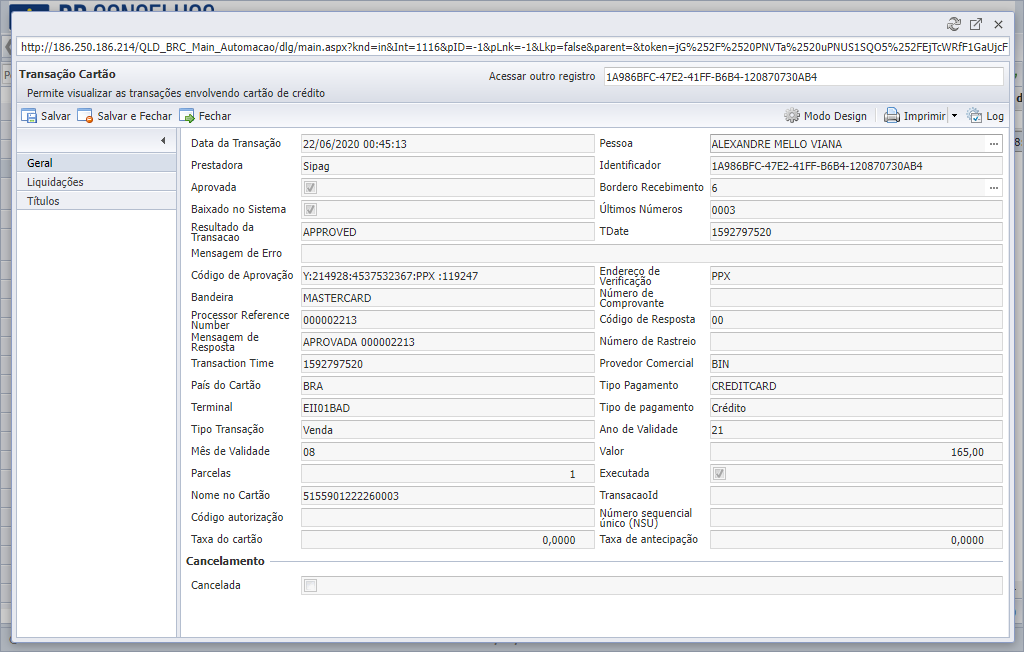 BR CONSELHOS
http://186.250.186.214/QLD_BRC_Main_Automacao/dlg/main.aspx?knd=in&Int=1116&pID=-1&pLnk=-1&Lkp=false&parent=&token=jG%252F%2520PNVTa%2520uPNUS1SQO5%252FEjTcWRfF1GaUjcF
Transação Cartão Acessar outro registro 1A986BFC-47E2-41FF-B6B4-120870730AB4
Permite visualizar as transações envolvendo cartão de crédito
Salvar Salvar e Fechar Fechar Modo Design Imprimir Log
Geral
Liquidações
Títulos
Data da Transação 22/06/2020 00:45:13 Pessoa ALEXANDRE MELLO VIANA ...
Prestadora Sipag Identificador 1A986BFC-47E2-41FF-B6B4-120870730AB4
Aprovada Bordero Recebimento 6 ...
Baixado no Sistema Últimos Números 0003
Resultado da Transacao APPROVED TDate 1592797520
Mensagem de Erro
Código de Aprovação Y:214928:4537532367:PPX :119247 Endereço de Verificação PPX
Bandeira MASTERCARD Número de Comprovante
Processor Reference Number 000002213 Código de Resposta 00
Mensagem de Resposta APROVADA 000002213 Número de Rastreio
Transaction Time 1592797520 Provedor Comercial BIN
País do Cartão BRA Tipo Pagamento CREDITCARD
Terminal EII01BAD Tipo de pagamento Crédito
Tipo Transação Venda Ano de Validade 21
Mês de Validade 08 Valor 165,00
Parcelas 1 Executada
Nome no Cartão 5155901222260003 TransacaoId
Código autorização Número sequencial único (NSU)
Taxa do cartão 0,0000 Taxa de antecipação 0,0000
Cancelamento
Cancelada